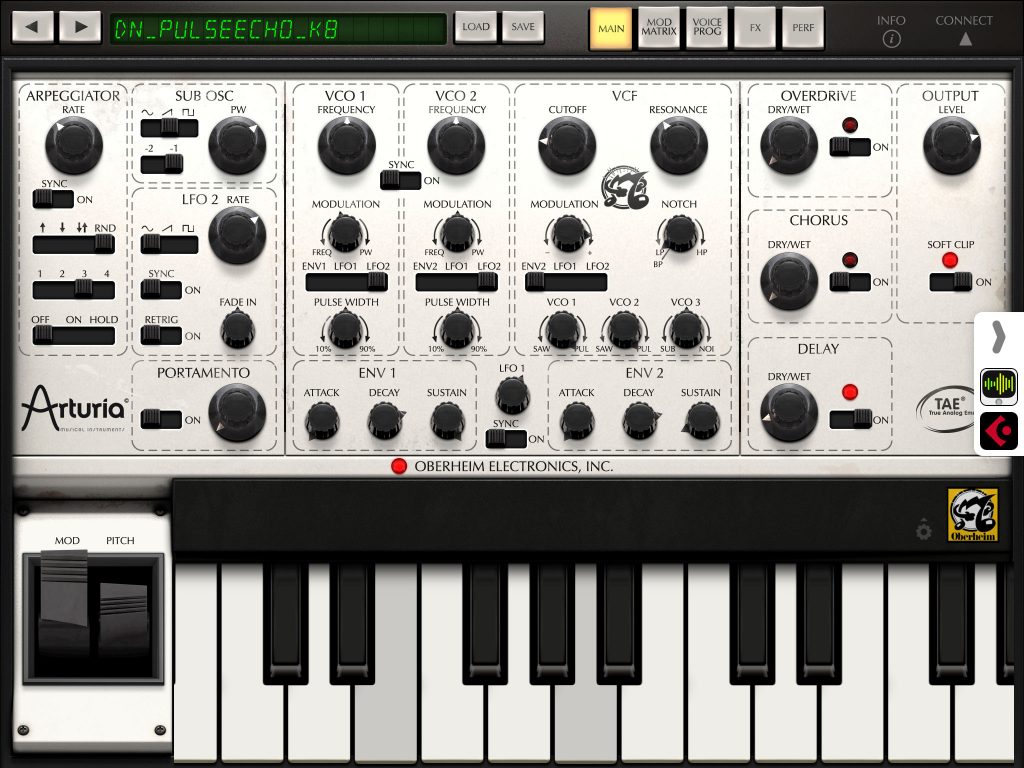 DN_PULSEECHO_K8
LOAD SAVE
MAIN MOD MATRIX VOICE PROG FX PERF
INFO CONNECT
i
ARPEGGIATOR SUB OSC VCO 1 VCO 2 VCF OVERDRiVE OUTPUT
RATE PW FREQUENCY FREQUENCY CUTOFF RESONANCE DRY/WET LEVEL
-2 -1
ON
SYNC ON
SYNC ON
LFO 2 RATE
MODULATION MODULATION MODULATION NOTCH
CHORUS
RND
FREQ PW FREQ PW - + LP HP
BP
DRY/WET SOFT CLIP
ENV1 LFO1 LFO2 ENV2 LFO1 LFO2 ENV2 LFO1 LFO2
1 2 3 4
SYNC ON
ON ON
FADE IN PULSE WIDTH PULSE WIDTH VCO 1 VCO 2 VCO 3
OFF ON HOLD
RETRIG ON
10% 90% 10% 90% SAW PUL SAW PUL SUB NOI
DELAY
PORTAMENTO ENV 1 LFO 1 ENV 2
DRY/WET
ATTACK DECAY SUSTAIN ATTACK DECAY SUSTAIN
Arturia
MUSICAL INSTRUMENTS
ON
SYNC ON
ON
TAE®
True Analog Em
OBERHEIM ELECTRONICS, INC.
Oberheim
MOD PITCH